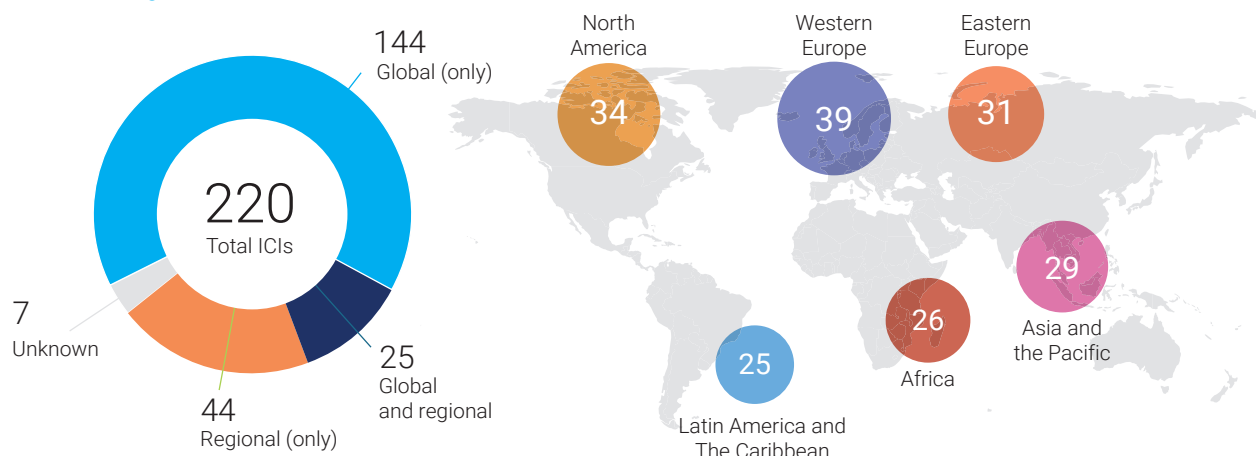 144
Global (only)
220
Total ICIs
7
Unknown
25
Global
and regional
44
Regional (only)
North
America
34
Western
Europe
39
Eastern
Europe
31
29
Asia and
the Pacific
26
Africa
25
Latin America and
The Caribbean